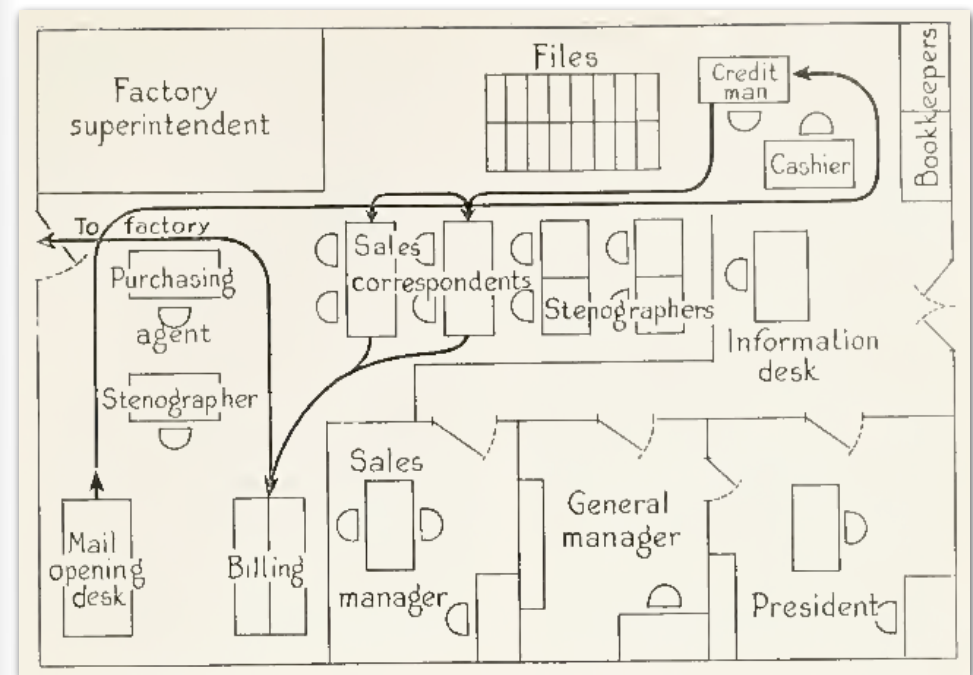 Files
Credit
man
Bookkeepers
Factory
superintendent
Cashier
To factory
Purchasing
agent
Sales
correspondents
Stenographers
Information
desk
Stenographer
Sales
manager
General
manager
President
Mail
opening
desk
Billing